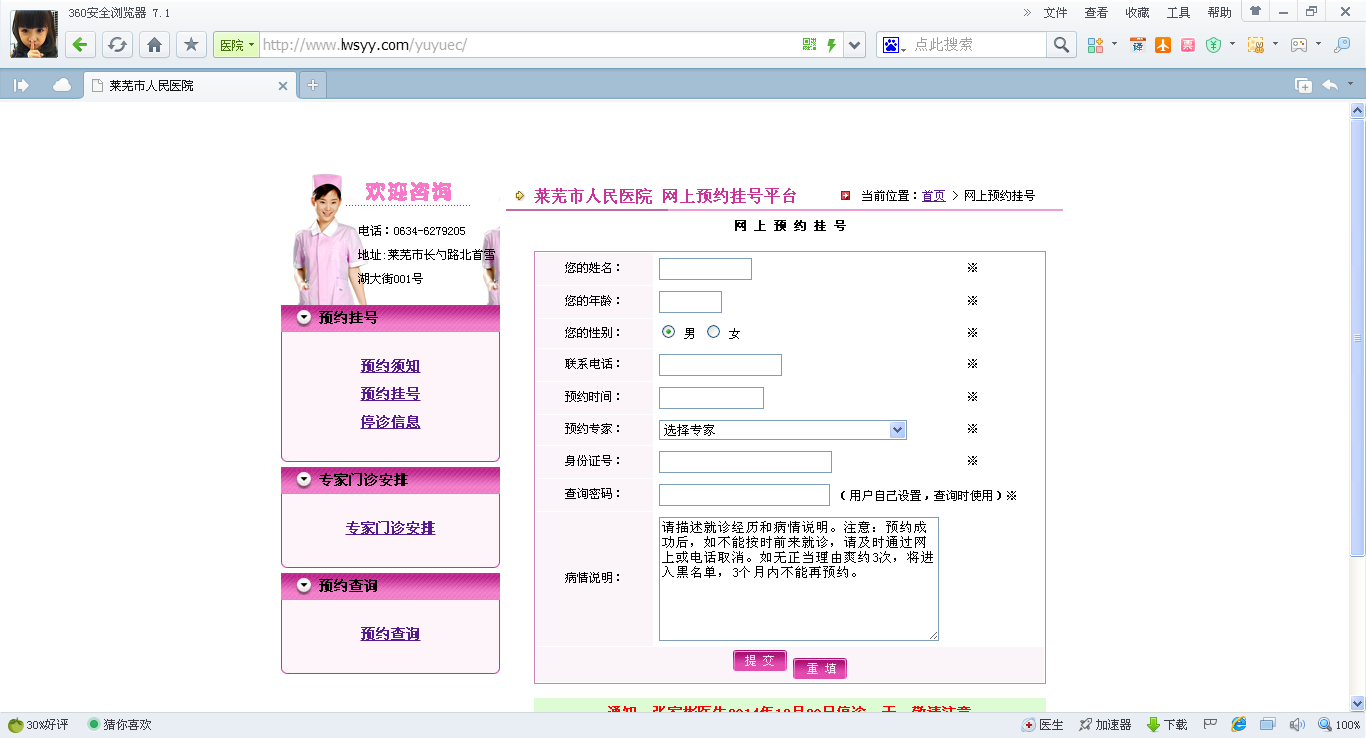 360安全浏览器 7.1
» 文件 查看 收藏 工具 帮助
医院 http://www.lwsyy.com/yuyuec/
点此搜索
译
票
莱芜市人民医院
欢迎咨询
电话：0634-6279205
地址:莱芜市长勺路北首雪
湖大街001号
预约挂号
预约须知
预约挂号
停诊信息
专家门诊安排
专家门诊安排
预约查询
预约查询
莱芜市人民医院 网上预约挂号平台
当前位置：首页 > 网上预约挂号
网 上 预 约 挂 号
您的姓名： ※
您的年龄： ※
您的性别： 男 女 ※
联系电话： ※
预约时间： ※
预约专家： 选择专家 ※
身份证号： ※
查询密码： （用户自己设置，查询时使用）※
病情说明：
请描述就诊经历和病情说明。注意：预约成
功后，如不能按时前来就诊，请及时通过网
上或电话取消。如无正当理由爽约3次，将进
入黑名单，3个月内不能再预约。
提 交
重 填
30%好评 猜你喜欢
医生 加速器 下载 100%